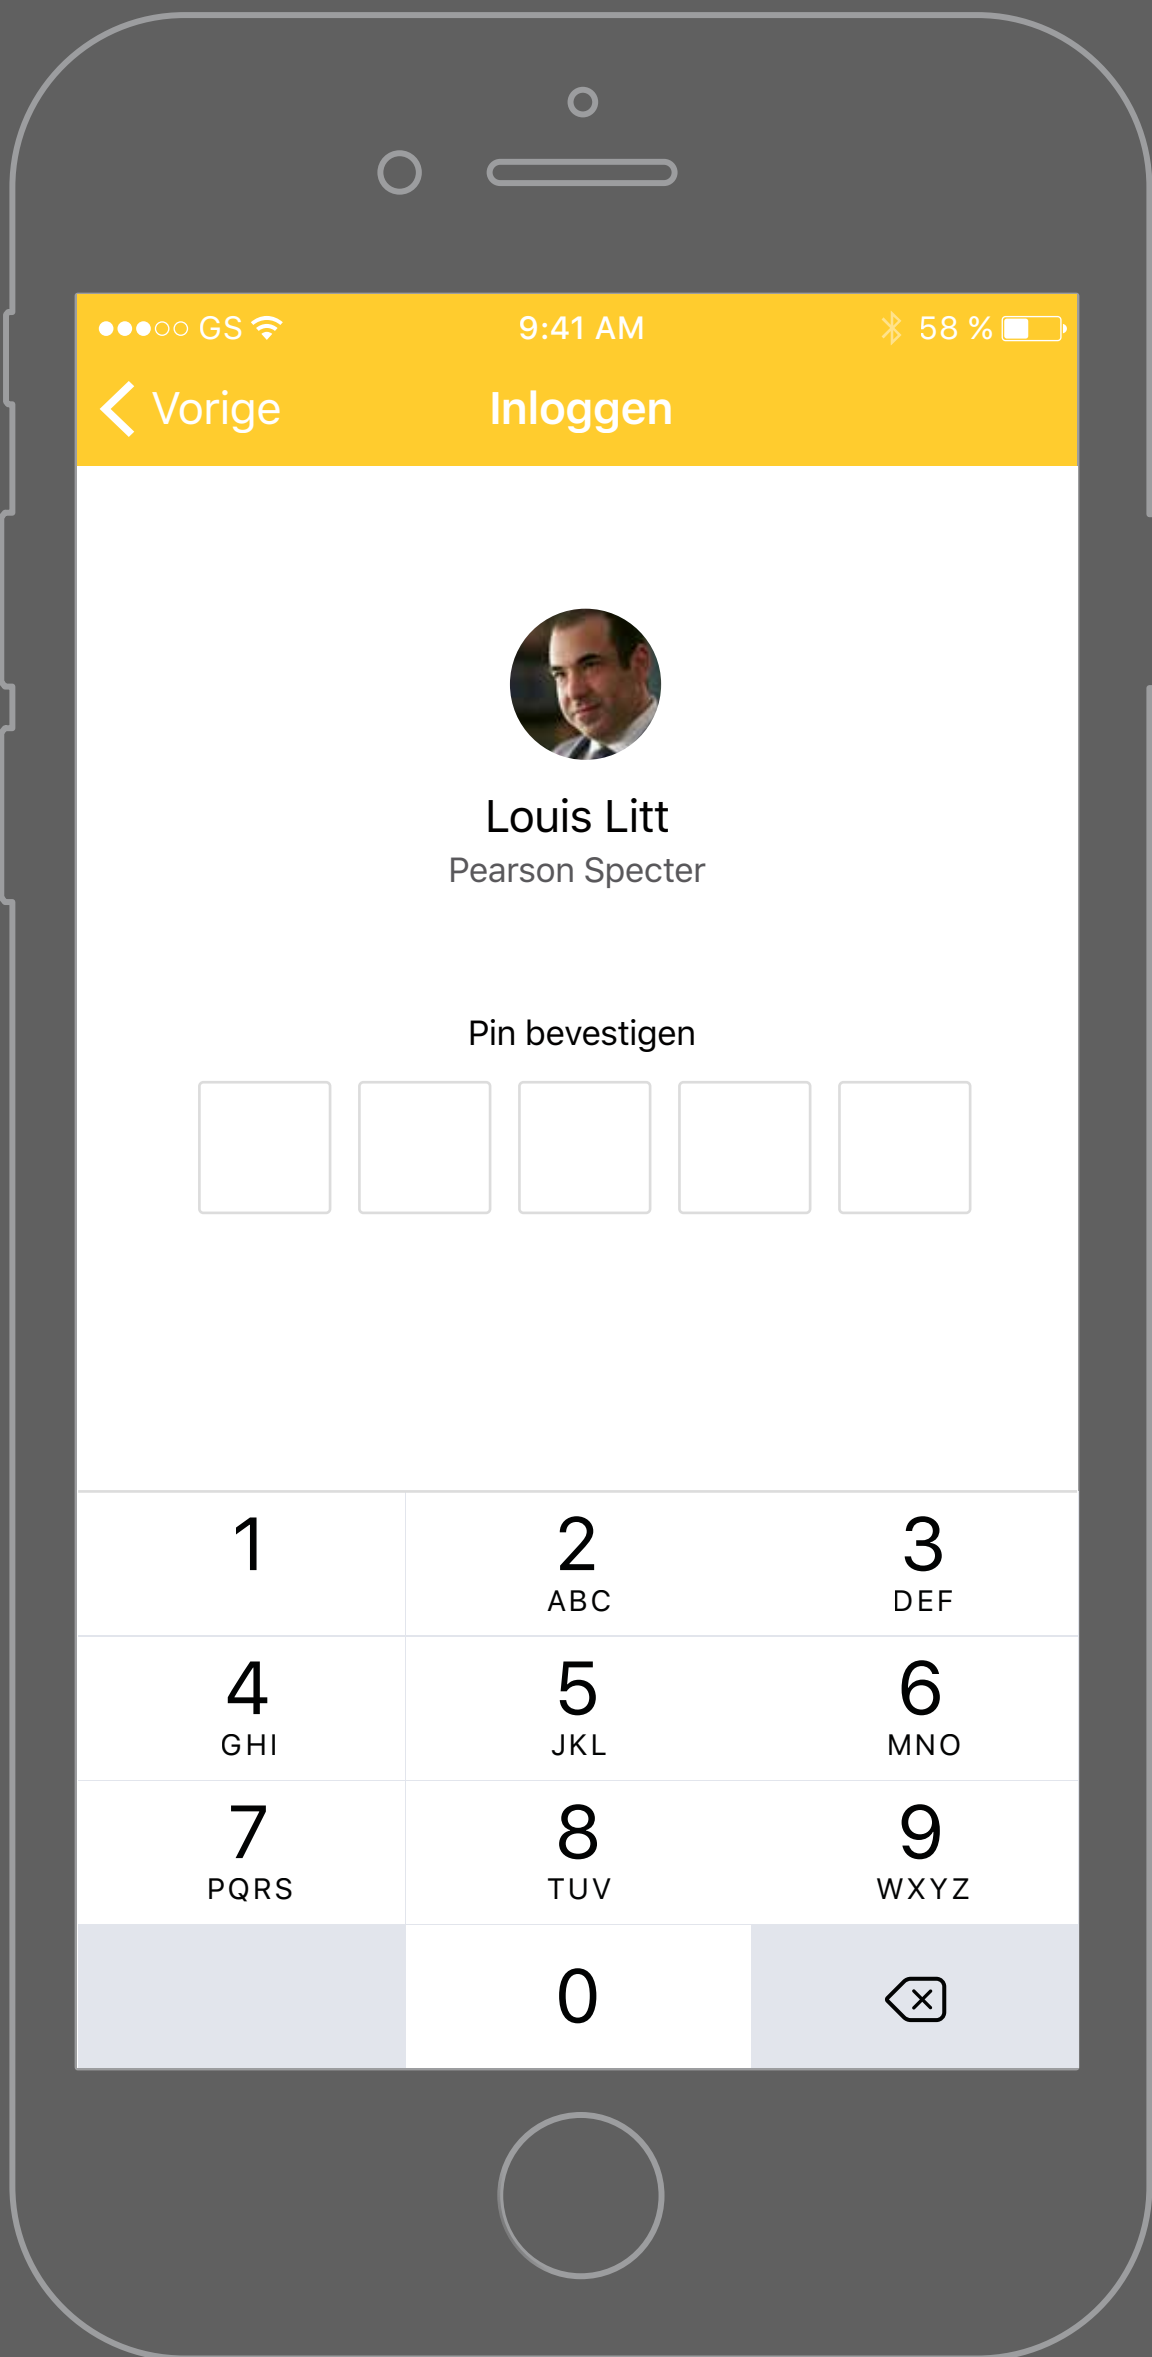 GS 9:41 AM 58 %
Vorige Inloggen
Louis Litt
Pearson Specter
Pin bevestigen
1 2 3
ABC DEF
4 5 6
GHI JKL MNO
7 8 9
PQRS TUV WXYZ
0